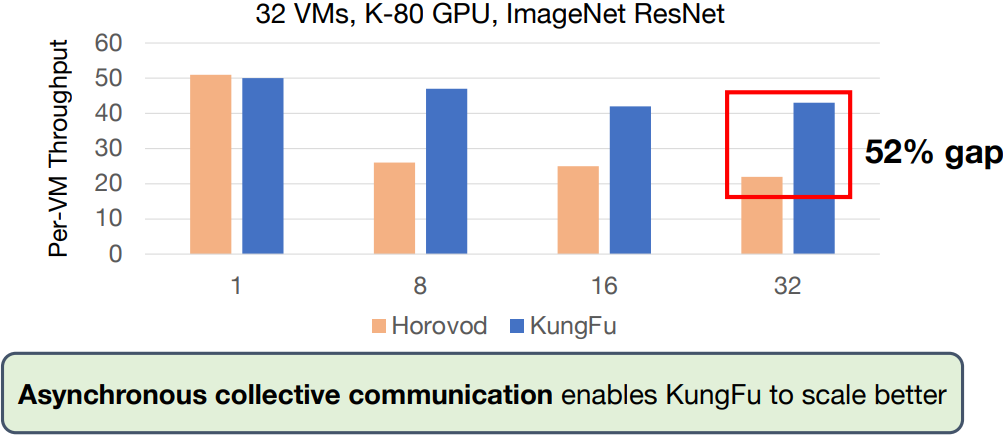 32 VMs, K-80 GPU, ImageNet ResNet
Per-VM Throughput
60
50
40
30
20
10
0
52% gap
1 8 16 32
Horovod KungFu
Asynchronous collective communication enables KungFu to scale better